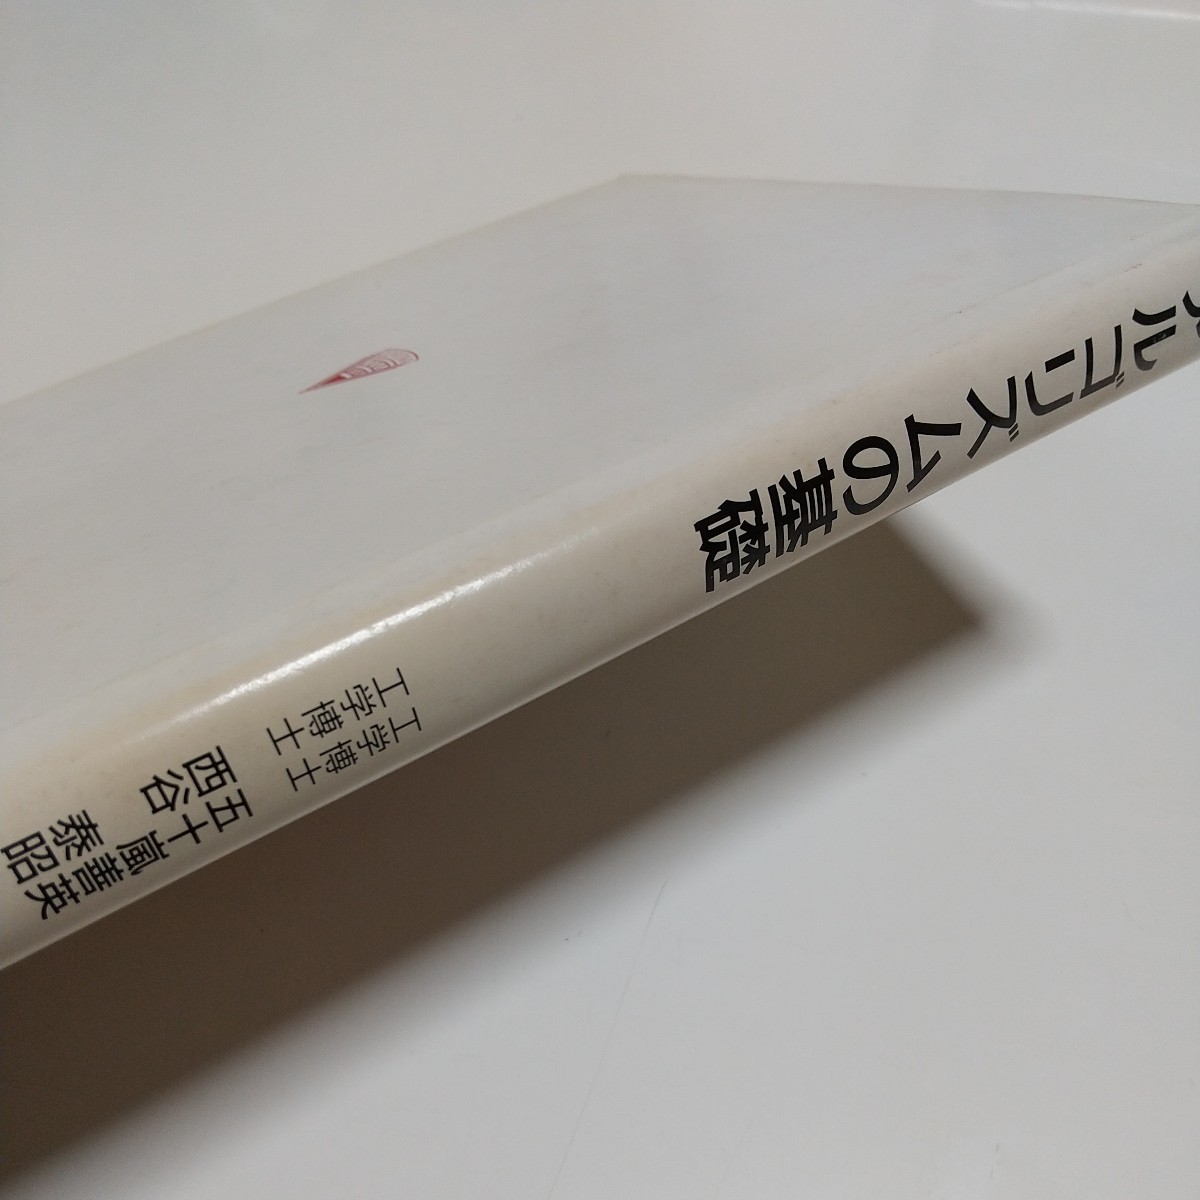 アルゴリズムの基礎
工学博士 五十嵐善英
工学博士 西谷 泰昭